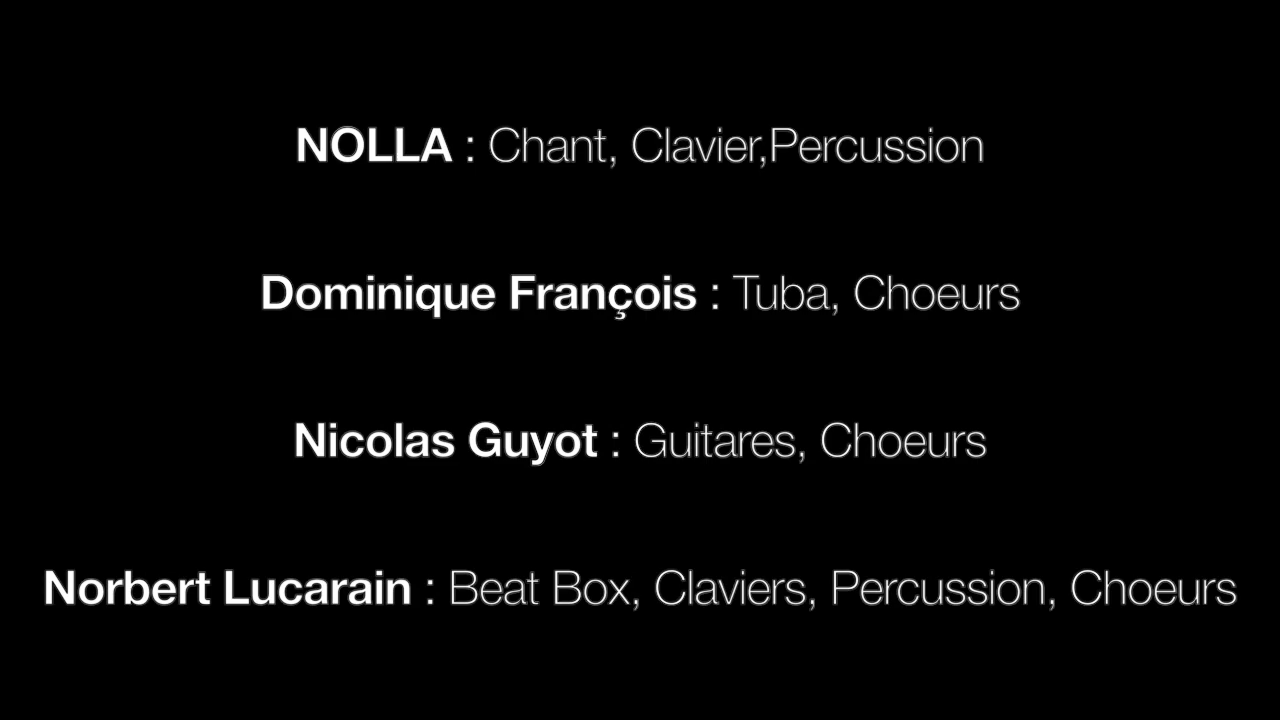 NOLLA : Chant, Clavier,Percussion
Dominique François : Tuba, Choeurs
Nicolas Guyot : Guitares, Choeurs
Norbert Lucarain : Beat Box, Claviers, Percussion, Choeurs